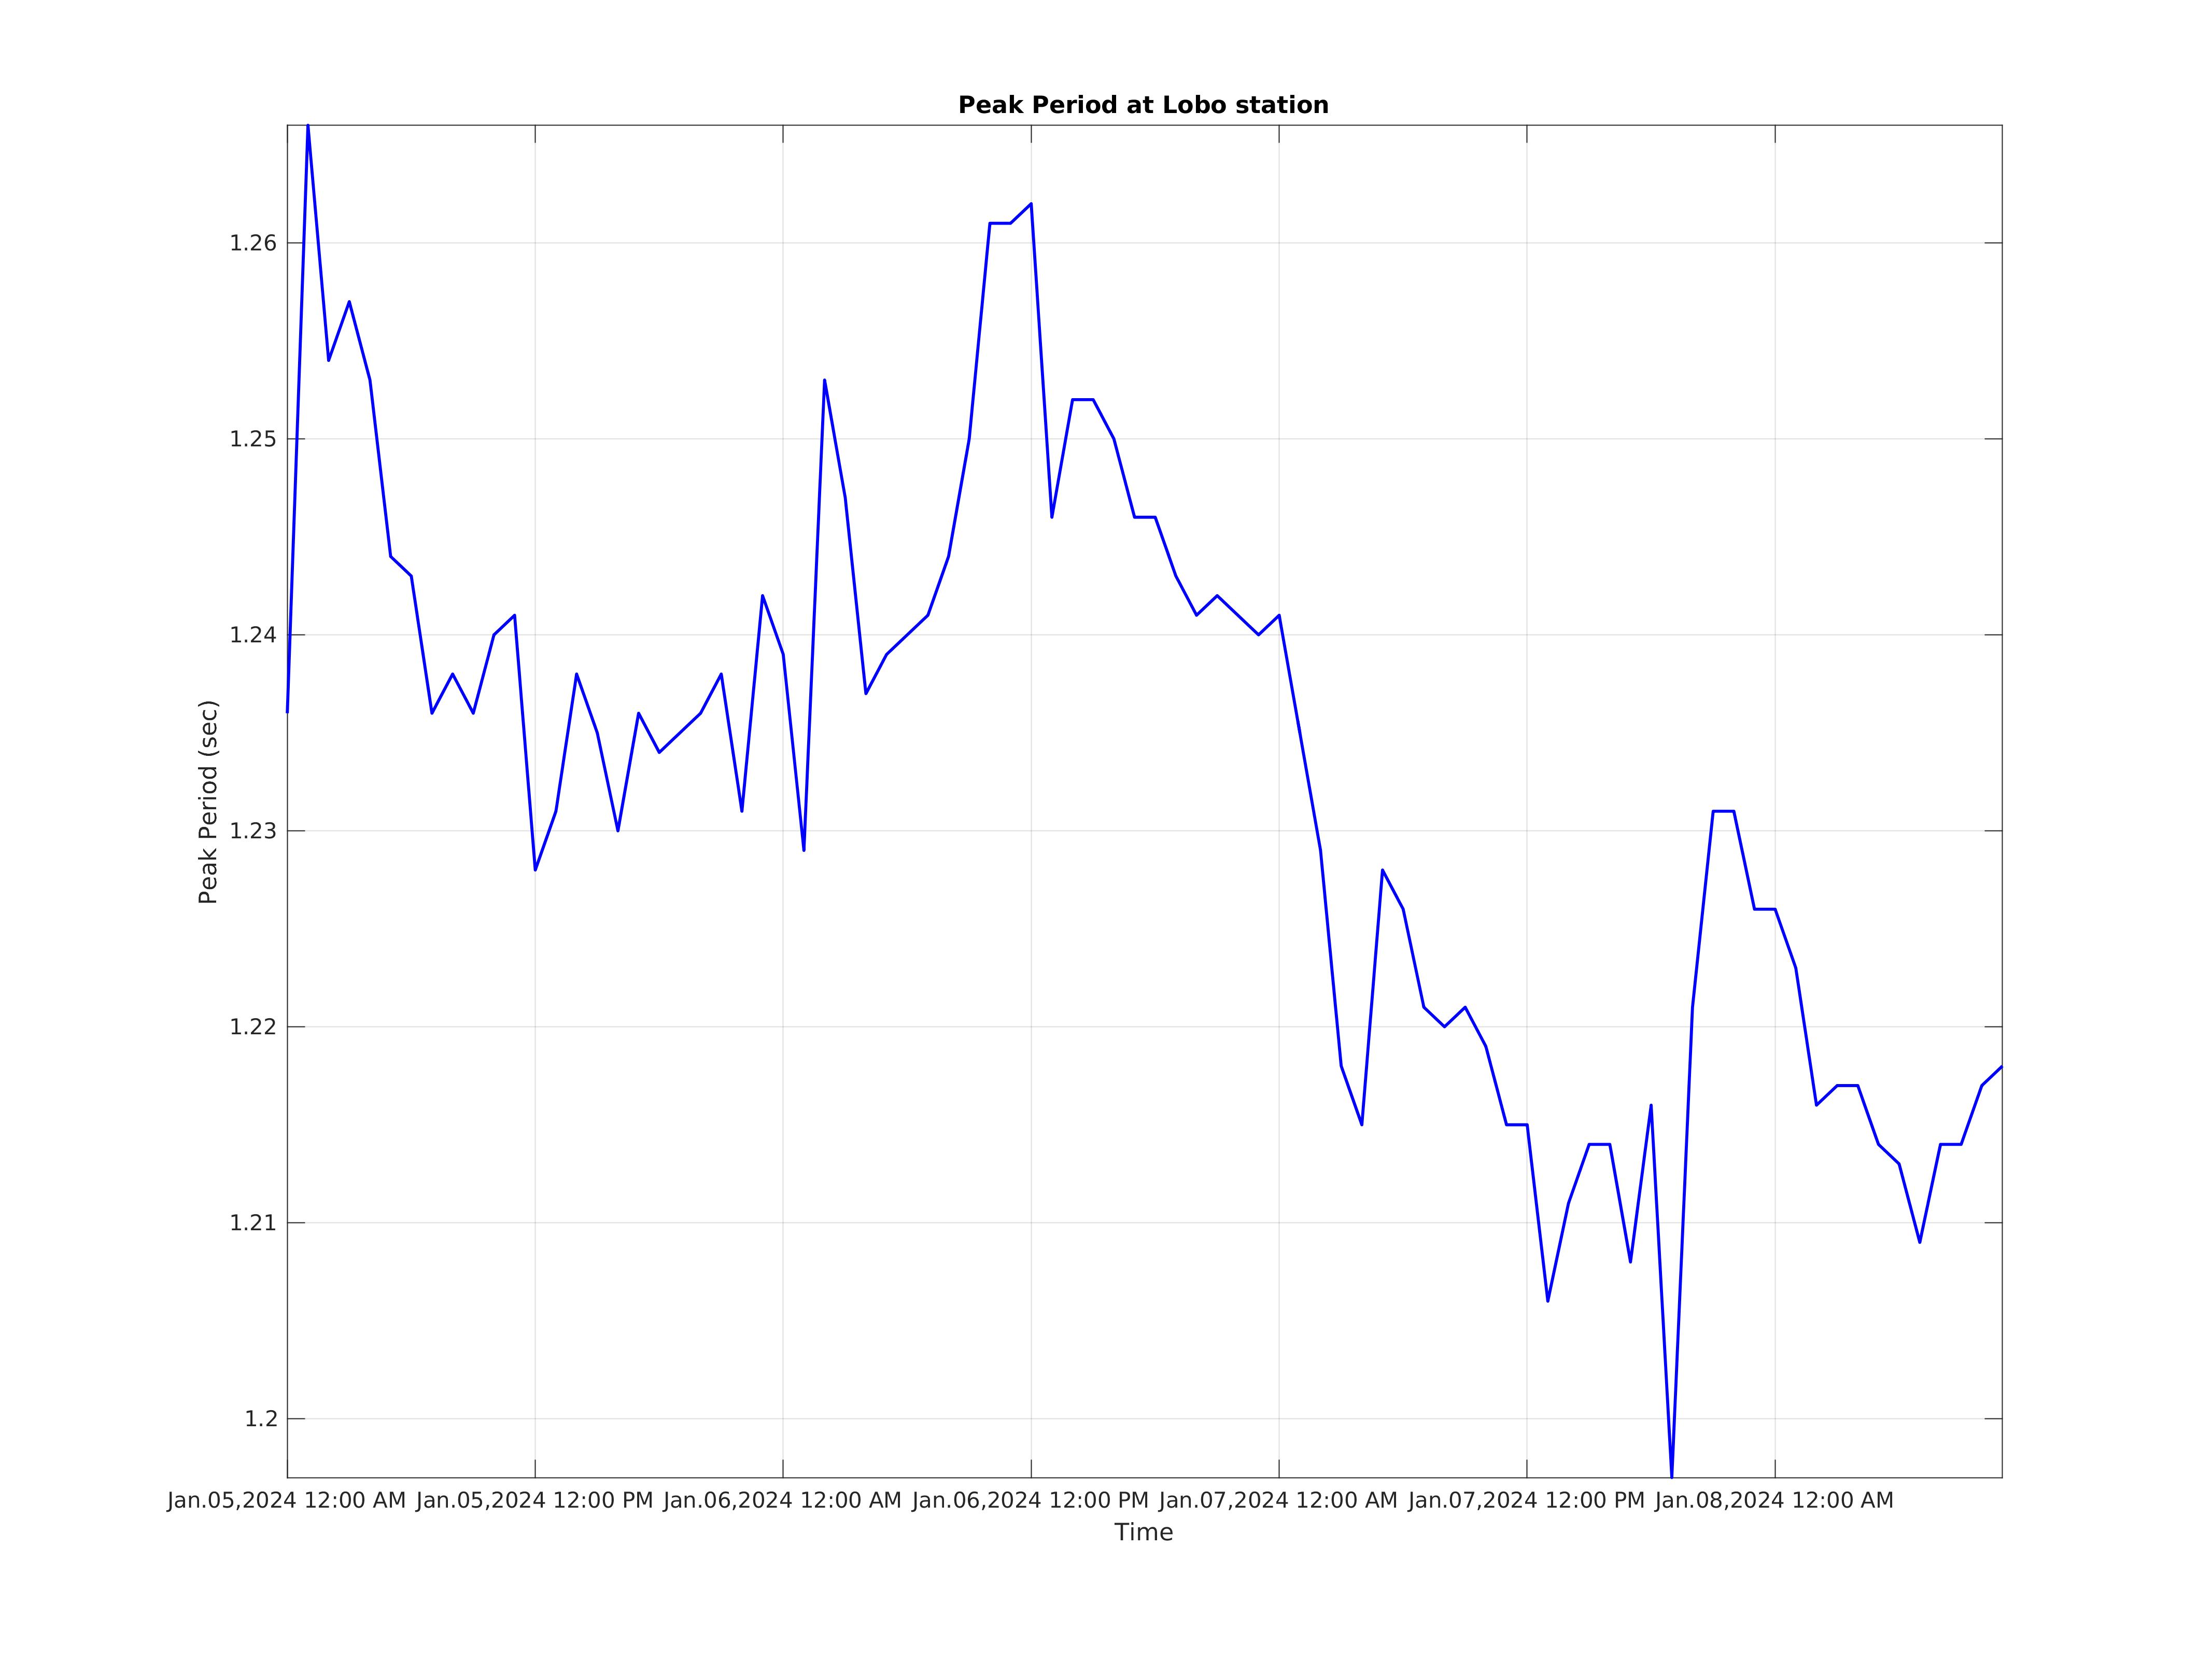 Peak Period at Lobo station
Peak Period (sec)
1.26
1.25
1.24
1.23
1.22
1.21
1.2
Jan.05,2024 12:00 AM Jan.05,2024 12:00 PM Jan.06,2024 12:00 AM Jan.06,2024 12:00 PM Jan.07,2024 12:00 AM Jan.07,2024 12:00 PM Jan.08,2024 12:00 AM
Time